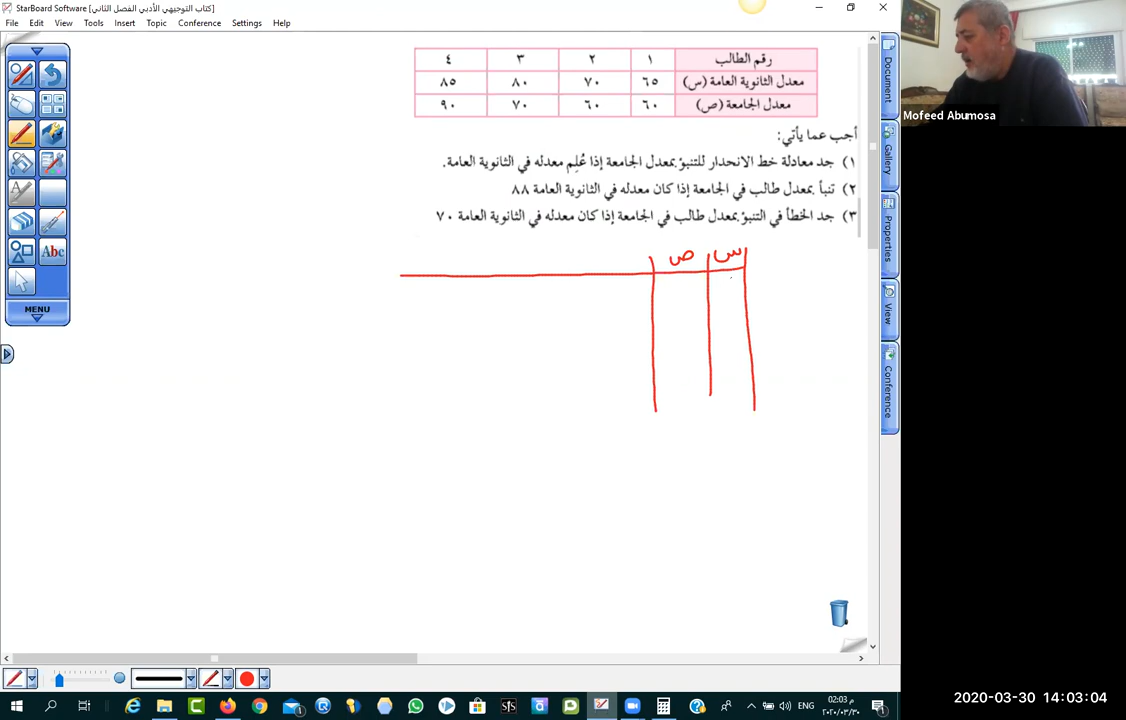 StarBoard Software [كتاب التوجيهي الأدبي الفصل الثاني]
File Edit View Tools Insert Topic Conference Settings Help
رقم الطالب ١ ٢ ٣ ٤
معدل الثانوية العامة (س) ٦٥ ٧٠ ٨٠ ٨٥
معدل الجامعة (ص) ٦٠ ٦٠ ٧٠ ٩٠
أجب عما يأتي:
١) جد معادلة خط الانحدار للتنبؤ بمعدل الجامعة إذا عُلِم معدله في الثانوية العامة.
٢) تنبأ بمعدل طالب في الجامعة إذا كان معدله في الثانوية العامة ٨٨
٣) جد الخطأ في التنبؤ بمعدل طالب في الجامعة إذا كان معدله في الثانوية العامة ٧٠
س ص
A
Abc
MENU
Document
Gallery
Properties
View
Conference
Mofeed Abumosa
2020-03-30 14:03:04
ENG
02:03 م
٢٠٢٠/٠٣/٣٠